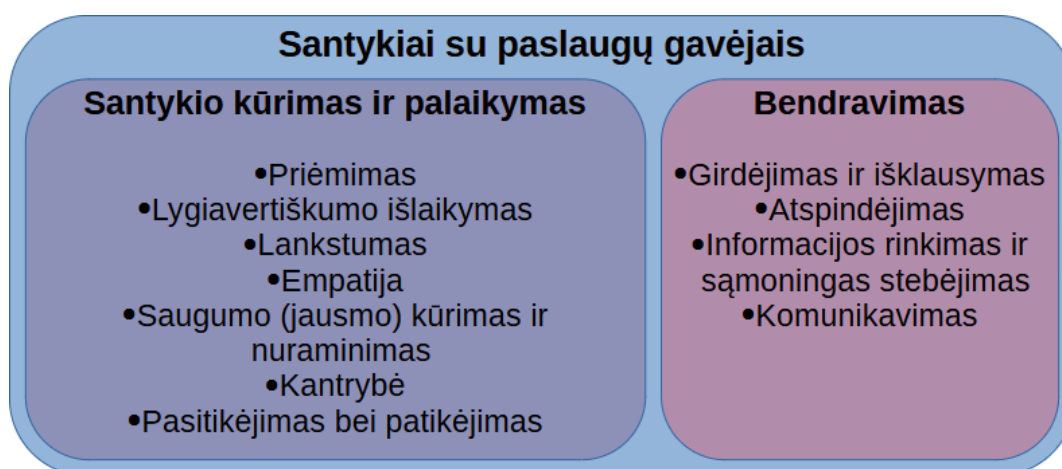 Santykiai su paslaugų gavėjais
Santykio kūrimas ir palaikymas
•Priėmimas
•Lygiavertiškumo išlaikymas
•Lankstumas
•Empatija
•Saugumo (jausmo) kūrimas ir
nuraminimas
•Kantrybė
•Pasitikėjimas bei patikėjimas
Bendravimas
•Girdėjimas ir išklausymas
•Atspindėjimas
•Informacijos rinkimas ir
sąmoningas stebėjimas
•Komunikavimas